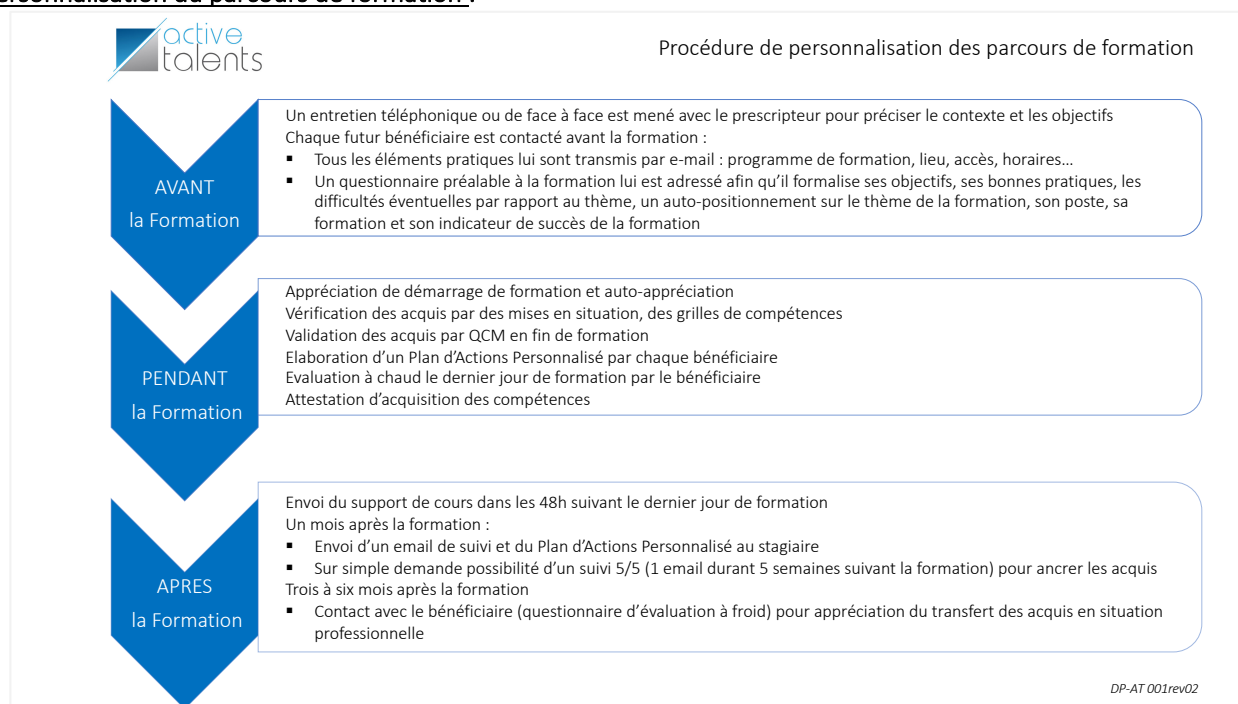 ersonnalisation du parcours de formation :
active
talents
Procédure de personnalisation des parcours de formation
AVANT
la Formation
Un entretien téléphonique ou de face à face est mené avec le prescripteur pour préciser le contexte et les objectifs
Chaque futur bénéficiaire est contacté avant la formation :
▪ Tous les éléments pratiques lui sont transmis par e-mail : programme de formation, lieu, accès, horaires…
▪ Un questionnaire préalable à la formation lui est adressé afin qu’il formalise ses objectifs, ses bonnes pratiques, les
difficultés éventuelles par rapport au thème, un auto-positionnement sur le thème de la formation, son poste, sa
formation et son indicateur de succès de la formation
PENDANT
la Formation
Appréciation de démarrage de formation et auto-appréciation
Vérification des acquis par des mises en situation, des grilles de compétences
Validation des acquis par QCM en fin de formation
Elaboration d’un Plan d’Actions Personnalisé par chaque bénéficiaire
Evaluation à chaud le dernier jour de formation par le bénéficiaire
Attestation d’acquisition des compétences
APRES
la Formation
Envoi du support de cours dans les 48h suivant le dernier jour de formation
Un mois après la formation :
▪ Envoi d’un email de suivi et du Plan d’Actions Personnalisé au stagiaire
▪ Sur simple demande possibilité d’un suivi 5/5 (1 email durant 5 semaines suivant la formation) pour ancrer les acquis
Trois à six mois après la formation
▪ Contact avec le bénéficiaire (questionnaire d’évaluation à froid) pour appréciation du transfert des acquis en situation
professionnelle
DP-AT 001rev02